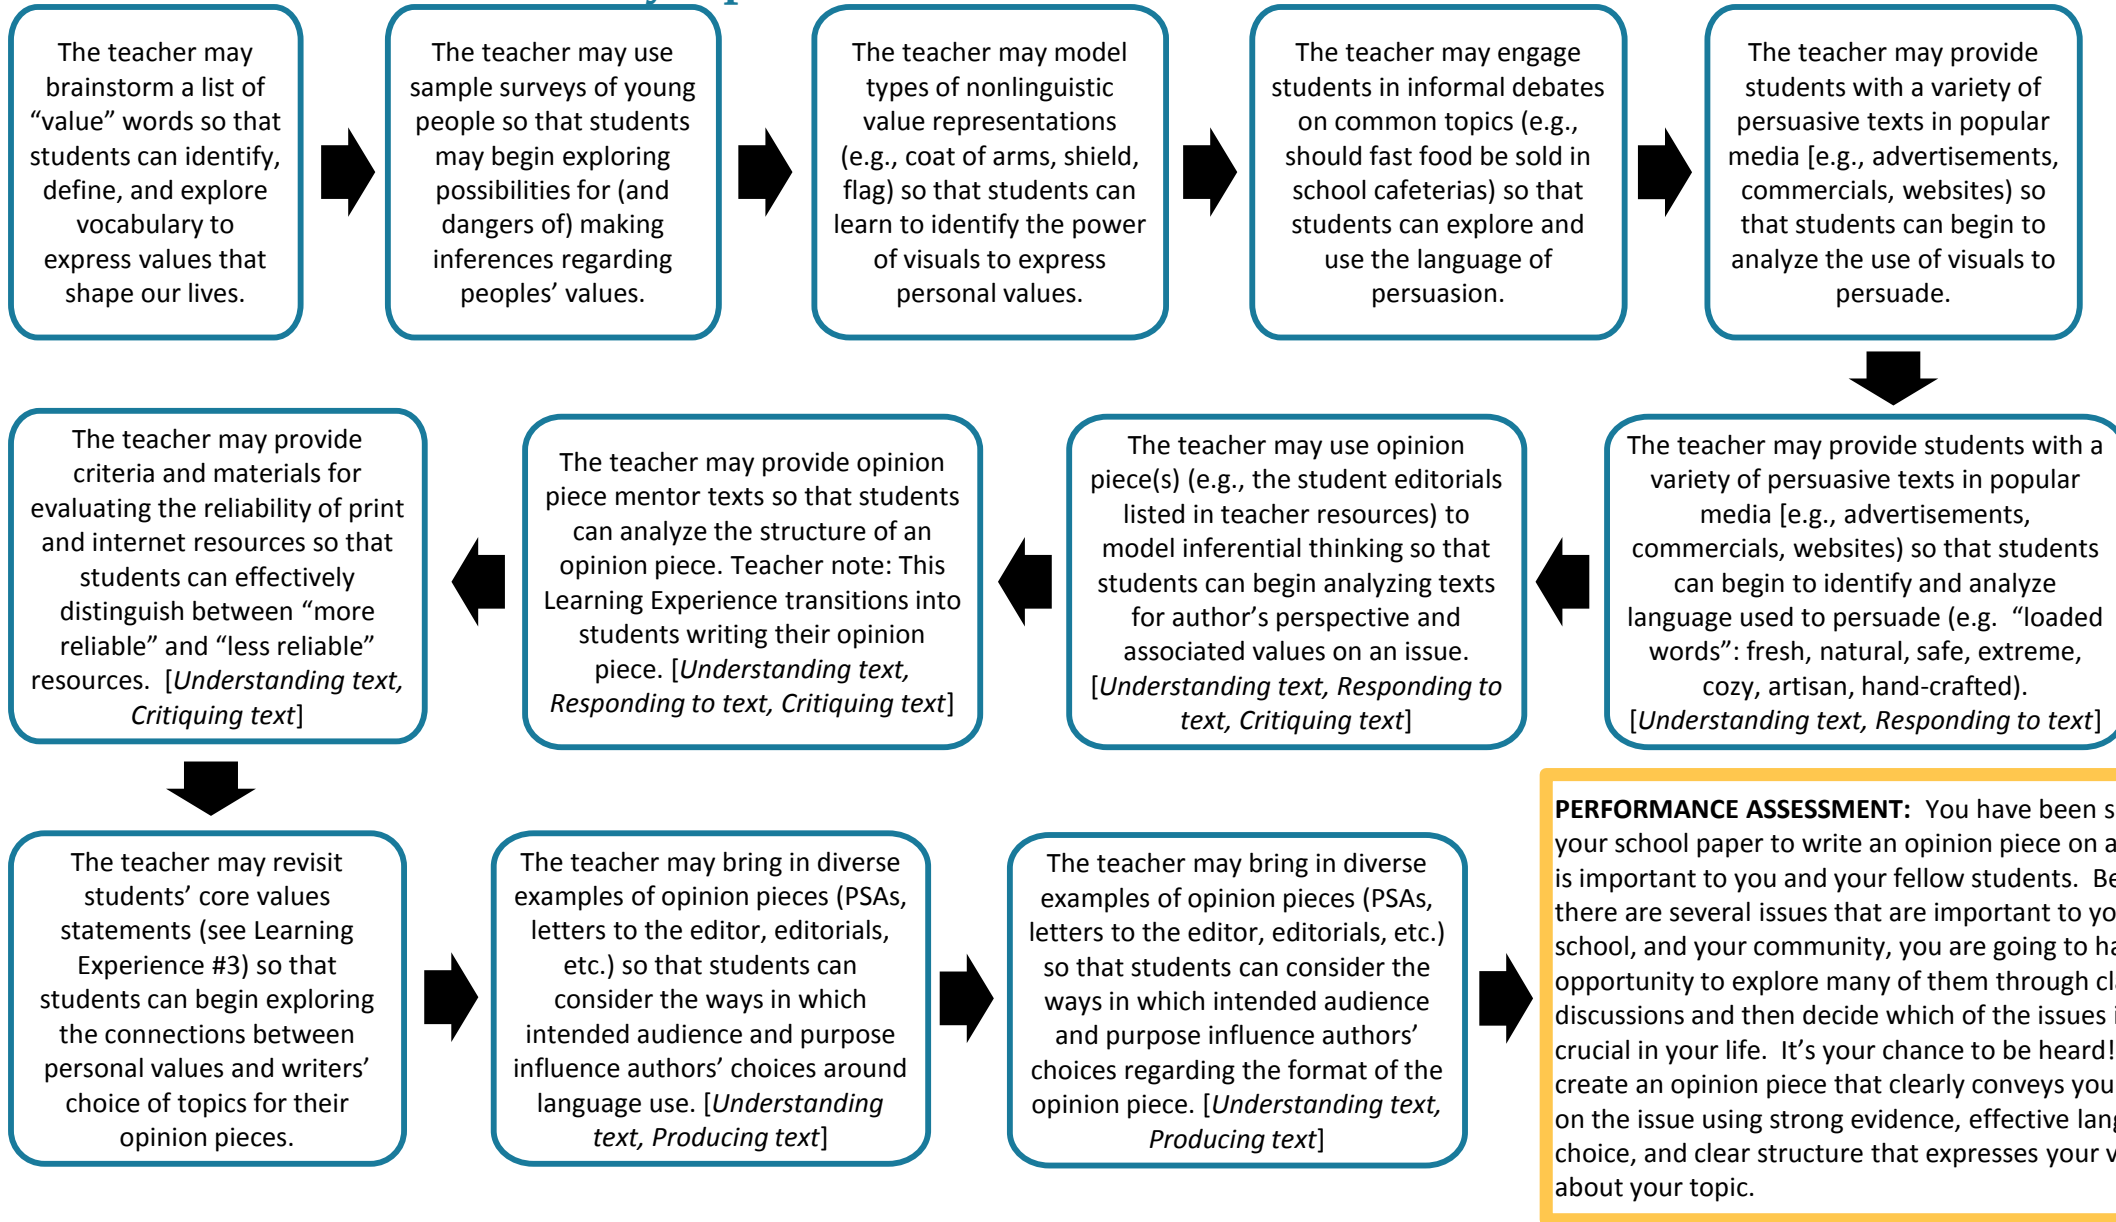 The teacher may
brainstorm a list of
“value” words so that
students can identify,
define, and explore
vocabulary to
express values that
shape our lives.
The teacher may use
sample surveys of young
people so that students
may begin exploring
possibilities for (and
dangers of) making
inferences regarding
peoples’ values.
The teacher may model
types of nonlinguistic
value representations
(e.g., coat of arms, shield,
flag) so that students can
learn to identify the power
of visuals to express
personal values.
The teacher may engage
students in informal debates
on common topics (e.g.,
should fast food be sold in
school cafeterias) so that
students can explore and
use the language of
persuasion.
The teacher may provide
students with a variety of
persuasive texts in popular
media [e.g., advertisements,
commercials, websites) so
that students can begin to
analyze the use of visuals to
persuade.
The teacher may provide students with a
variety of persuasive texts in popular
media [e.g., advertisements,
commercials, websites) so that students
can begin to identify and analyze
language used to persuade (e.g. “loaded
words”: fresh, natural, safe, extreme,
cozy, artisan, hand-crafted).
[Understanding text, Responding to text]
The teacher may use opinion
piece(s) (e.g., the student editorials
listed in teacher resources) to
model inferential thinking so that
students can begin analyzing texts
for author’s perspective and
associated values on an issue.
[Understanding text, Responding to
text, Critiquing text]
The teacher may provide opinion
piece mentor texts so that students
can analyze the structure of an
opinion piece. Teacher note: This
Learning Experience transitions into
students writing their opinion
piece. [Understanding text,
Responding to text, Critiquing text]
The teacher may provide
criteria and materials for
evaluating the reliability of print
and internet resources so that
students can effectively
distinguish between “more
reliable” and “less reliable”
resources. [Understanding text,
Critiquing text]
The teacher may revisit
students’ core values
statements (see Learning
Experience #3) so that
students can begin exploring
the connections between
personal values and writers’
choice of topics for their
opinion pieces.
The teacher may bring in diverse
examples of opinion pieces (PSAs,
letters to the editor, editorials,
etc.) so that students can
consider the ways in which
intended audience and purpose
influence authors’ choices around
language use. [Understanding
text, Producing text]
The teacher may bring in diverse
examples of opinion pieces (PSAs,
letters to the editor, editorials, etc.)
so that students can consider the
ways in which intended audience
and purpose influence authors’
choices regarding the format of the
opinion piece. [Understanding text,
Producing text]
PERFORMANCE ASSESSMENT: You have been
your school paper to write an opinion piece on
is important to you and your fellow students.
there are several issues that are important to
school, and your community, you are going to
opportunity to explore many of them through
discussions and then decide which of the issues
crucial in your life. It’s your chance to be heard!
create an opinion piece that clearly conveys
on the issue using strong evidence, effective
choice, and clear structure that expresses your
about your topic.